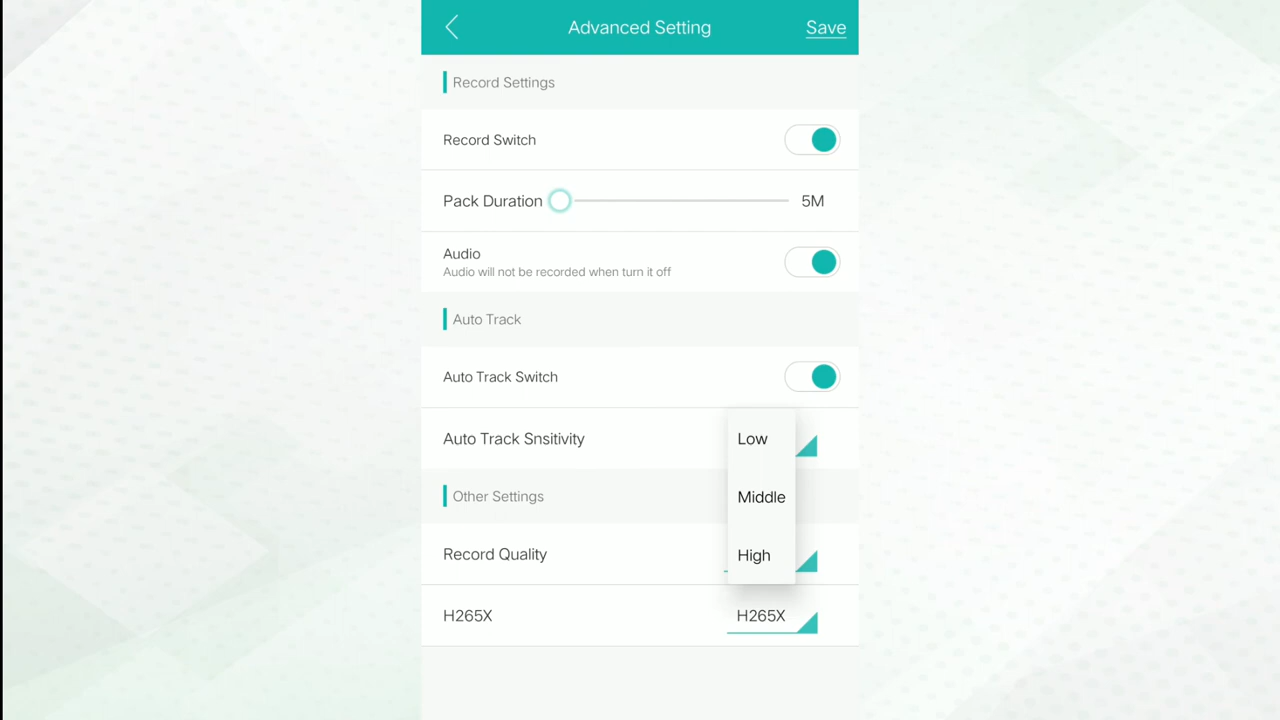 Advanced Setting
Save
Record Settings
Record Switch
Pack Duration 5M
Audio
Audio will not be recorded when turn it off
Auto Track
Auto Track Switch
Auto Track Snsitivity
Low
Middle
High
Other Settings
Record Quality
H265X H265X